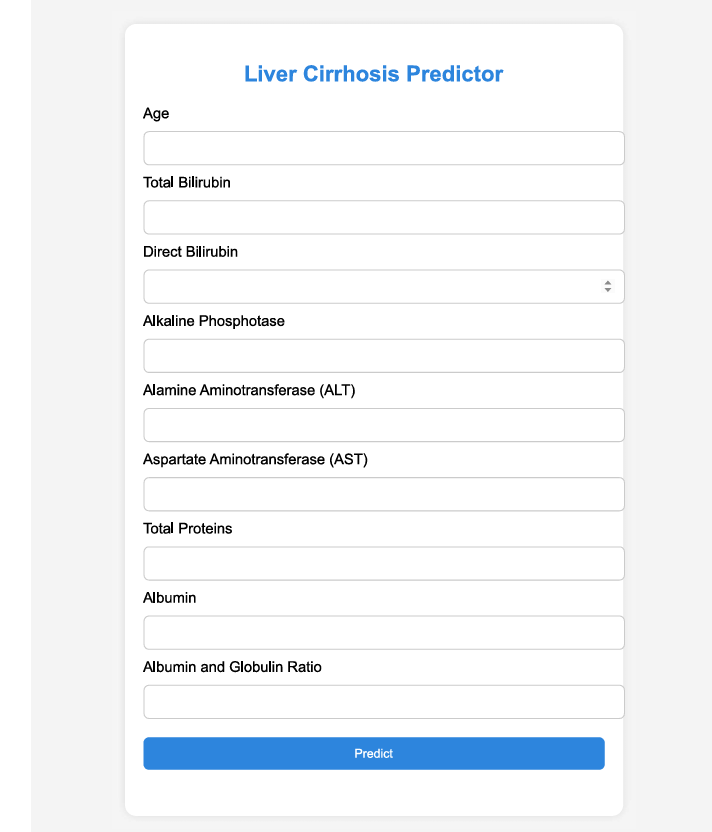 Liver Cirrhosis Predictor
Age
Total Bilirubin
Direct Bilirubin
Alkaline Phosphotase
Alamine Aminotransferase (ALT)
Aspartate Aminotransferase (AST)
Total Proteins
Albumin
Albumin and Globulin Ratio
Predict